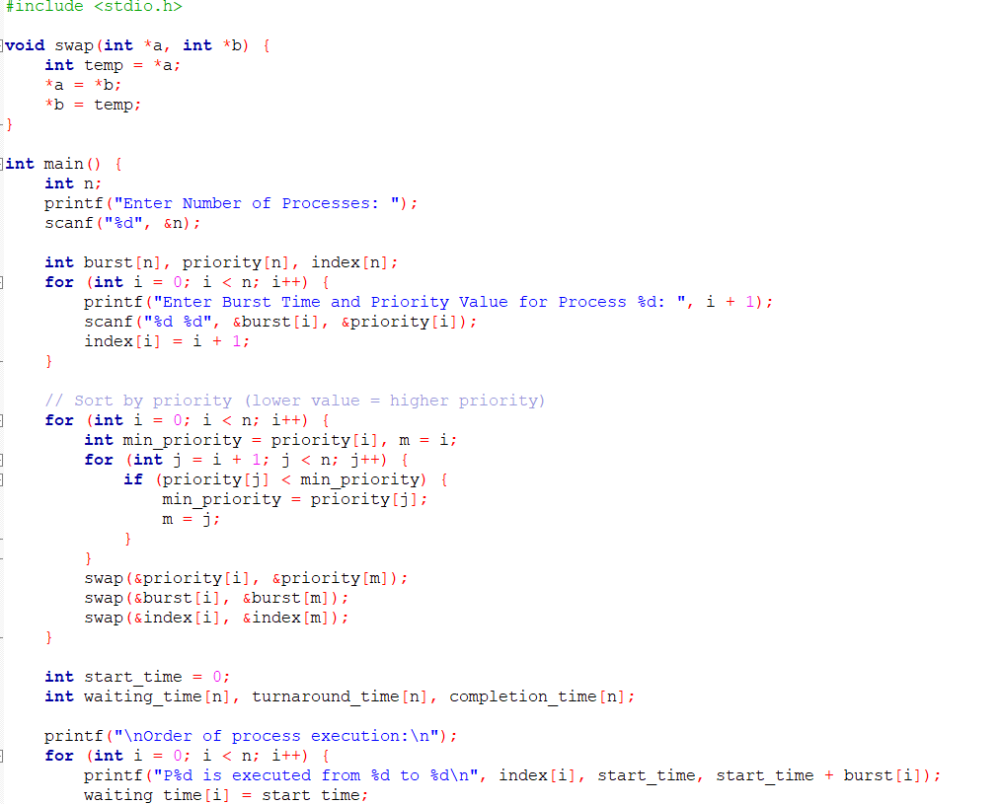 #include <stdio.h>
void swap(int *a, int *b) {
    int temp = *a;
    *a = *b;
    *b = temp;
}
int main() {
    int n;
    printf("Enter Number of Processes: ");
    scanf("%d", &n);
    int burst[n], priority[n], index[n];
    for (int i = 0; i < n; i++) {
        printf("Enter Burst Time and Priority Value for Process %d: ", i + 1);
        scanf("%d %d", &burst[i], &priority[i]);
        index[i] = i + 1;
    }
    // Sort by priority (lower value = higher priority)
    for (int i = 0; i < n; i++) {
        int min_priority = priority[i], m = i;
        for (int j = i + 1; j < n; j++) {
            if (priority[j] < min_priority) {
                min_priority = priority[j];
                m = j;
            }
        }
        swap(&priority[i], &priority[m]);
        swap(&burst[i], &burst[m]);
        swap(&index[i], &index[m]);
    }
    int start_time = 0;
    int waiting_time[n], turnaround_time[n], completion_time[n];
    printf("\nOrder of process execution:\n");
    for (int i = 0; i < n; i++) {
        printf("P%d is executed from %d to %d\n", index[i], start_time, start_time + burst[i]);
        waiting_time[i] = start_time;